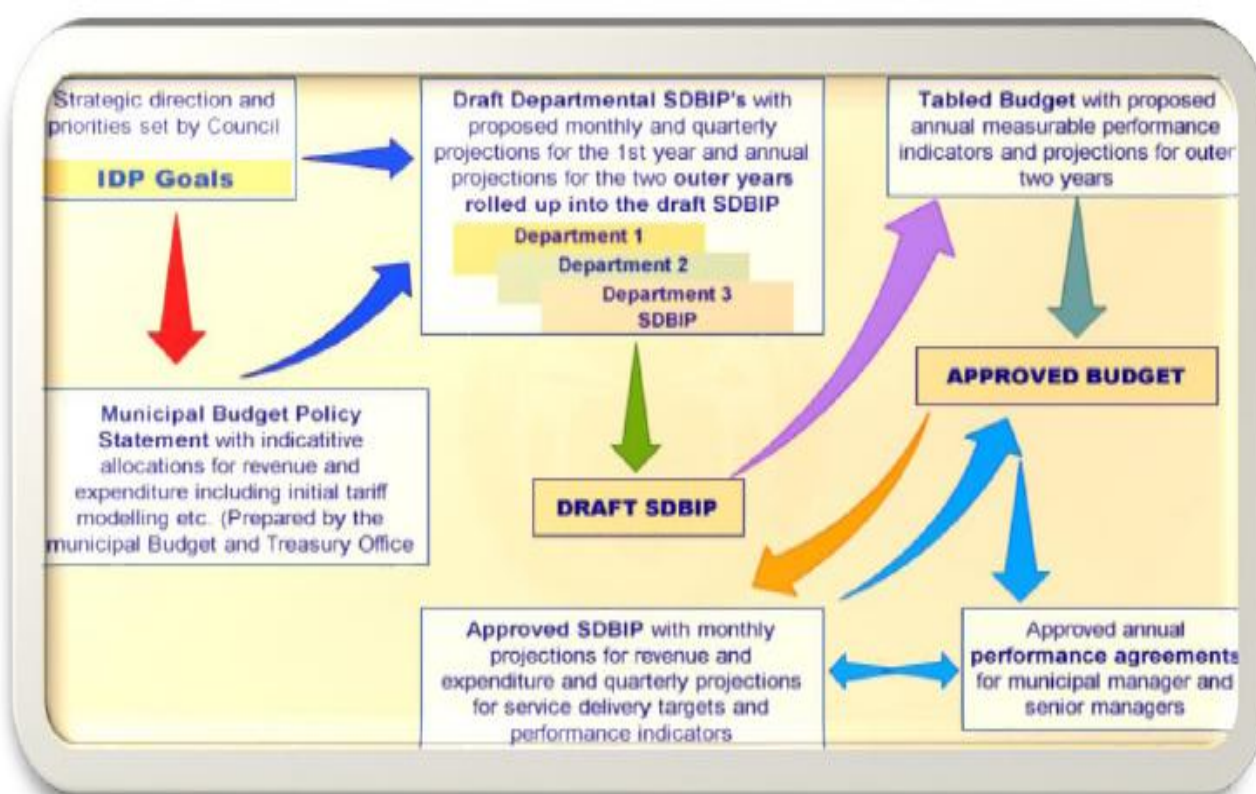 Strategic direction and
priorities set by Council
IDP Goals
Municipal Budget Policy
Statement with indicatitive
allocations for revenue and
expenditure including initial tariff
modelling etc. (Prepared by the
municipal Budget and Treasury Office
Draft Departmental SDBIP's with
proposed monthly and quarterly
projections for the 1st year and annual
projections for the two outer years
rolled up into the draft SDBIP
Department 1
Department 2
Department 3
SDBIP
DRAFT SDBIP
Tabled Budget with proposed
annual measurable performance
indicators and projections for outer
two years
APPROVED BUDGET
Approved SDBIP with monthly
projections for revenue and
expenditure and quarterly projections
for service delivery targets and
performance indicators
Approved annual
performance agreements
for municipal manager and
senior managers